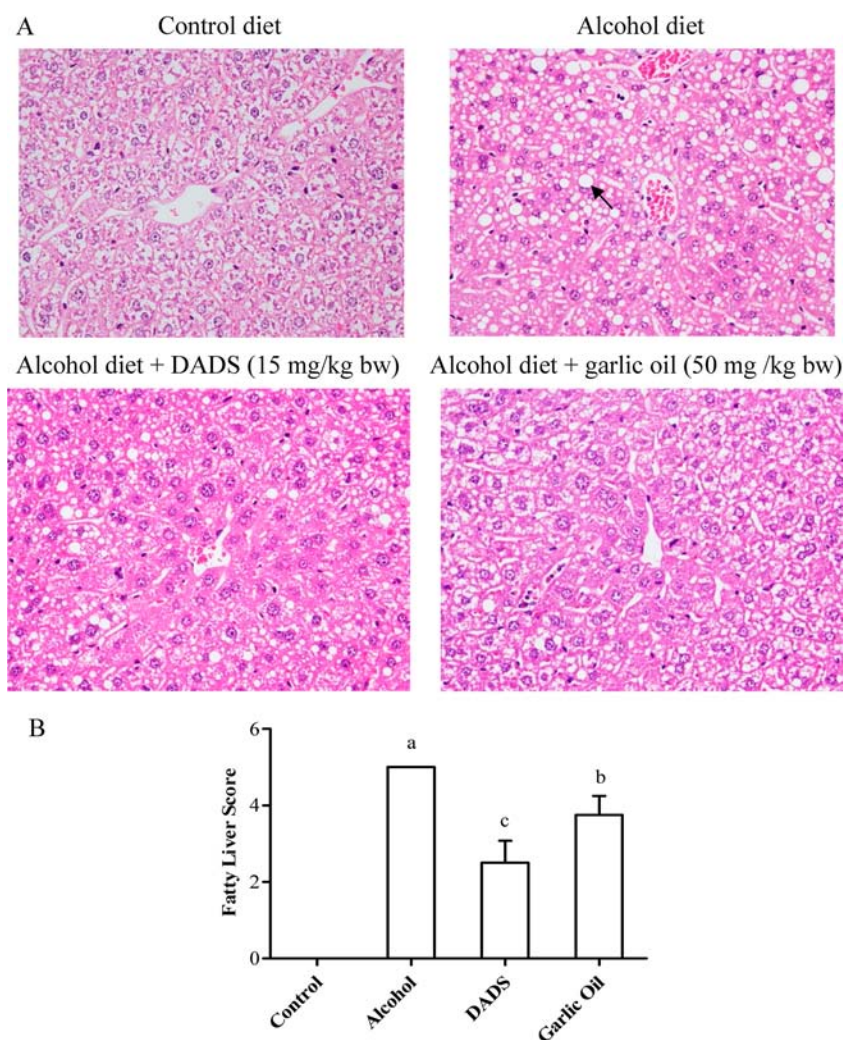 A
Control diet
Alcohol diet
Alcohol diet + DADS (15 mg/kg bw)
Alcohol diet + garlic oil (50 mg /kg bw)
B
Fatty Liver Score
6
4
2
0
a
c
b
Control
Alcohol
DADS
Garlic Oil